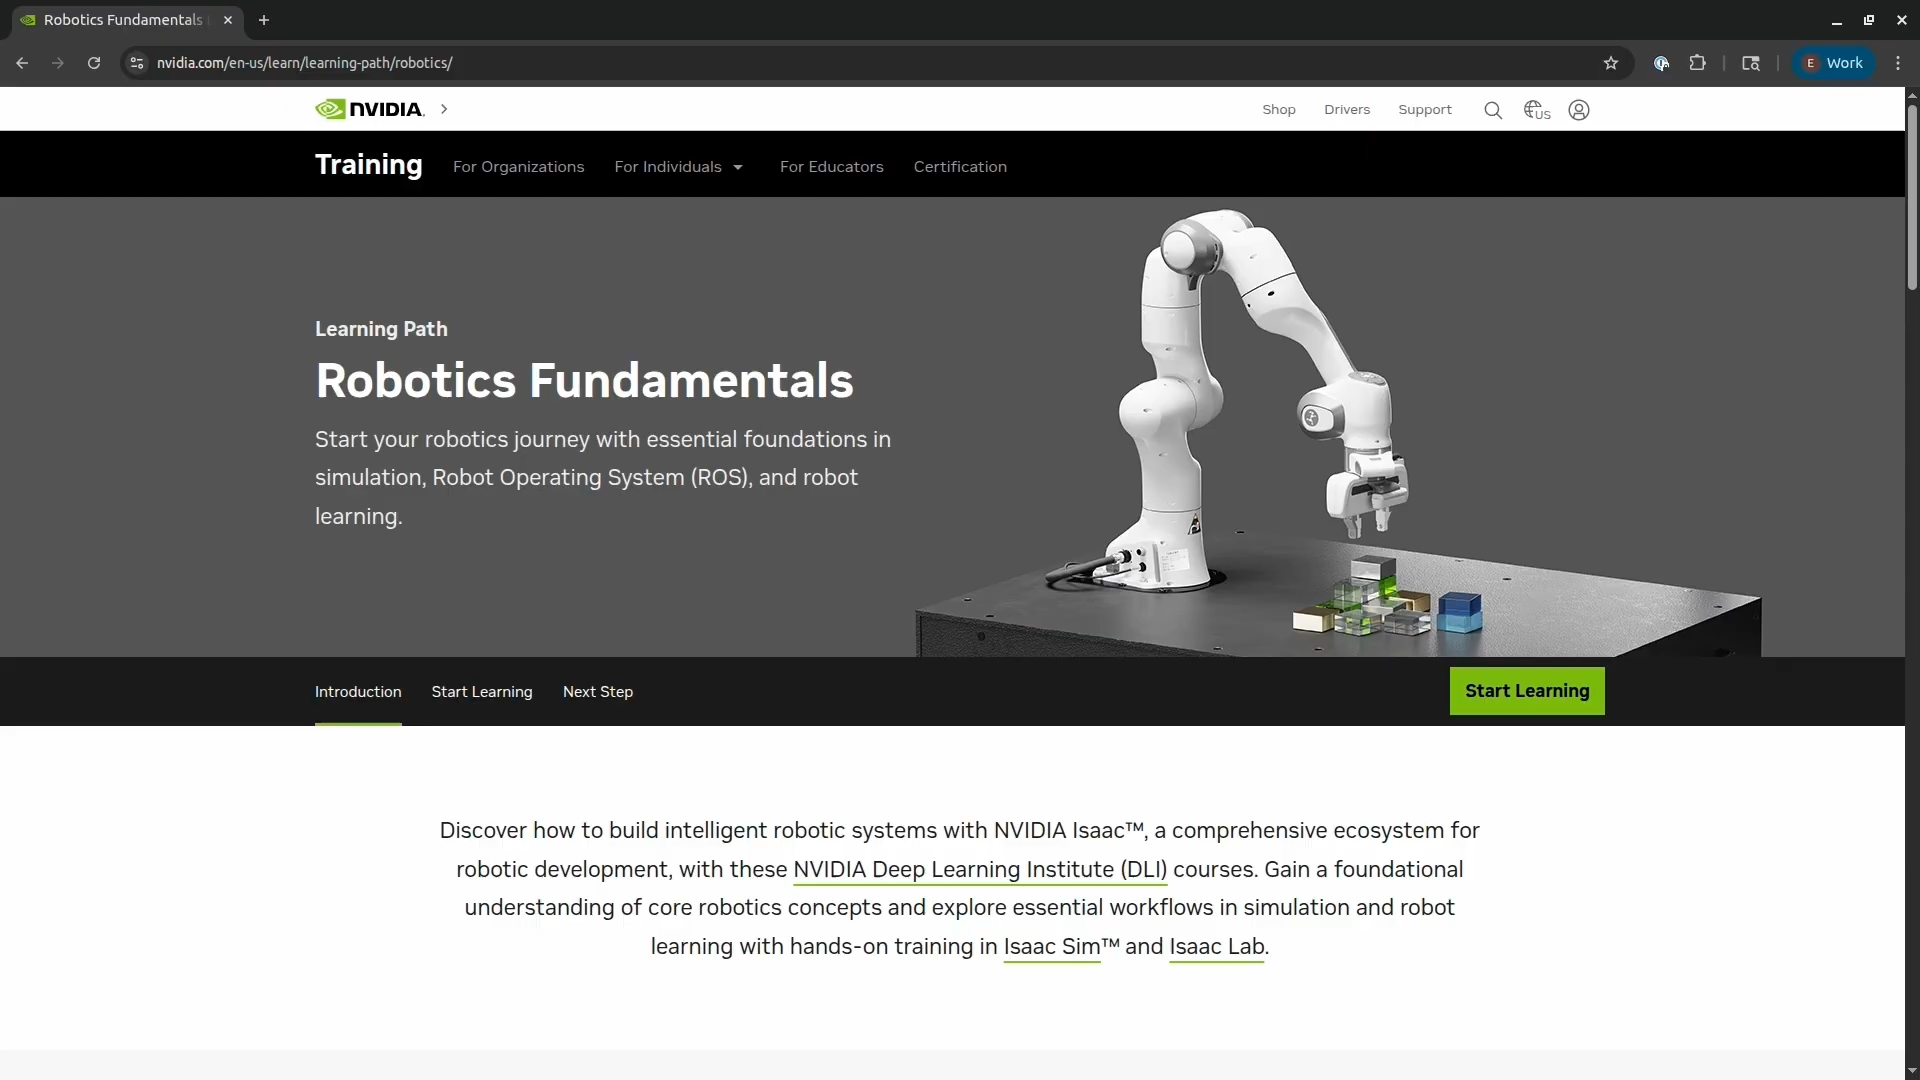 Robotics Fundamentals
nvidia.com/en-us/learn/learning-path/robotics/
E Work
NVIDIA.
Shop Drivers Support US
Training For Organizations For Individuals For Educators Certification
Learning Path
Robotics Fundamentals
Start your robotics journey with essential foundations in
simulation, Robot Operating System (ROS), and robot
learning.
Introduction Start Learning Next Step Start Learning
Discover how to build intelligent robotic systems with NVIDIA Isaac™, a comprehensive ecosystem for
robotic development, with these NVIDIA Deep Learning Institute (DLI) courses. Gain a foundational
understanding of core robotics concepts and explore essential workflows in simulation and robot
learning with hands-on training in Isaac Sim™ and Isaac Lab.